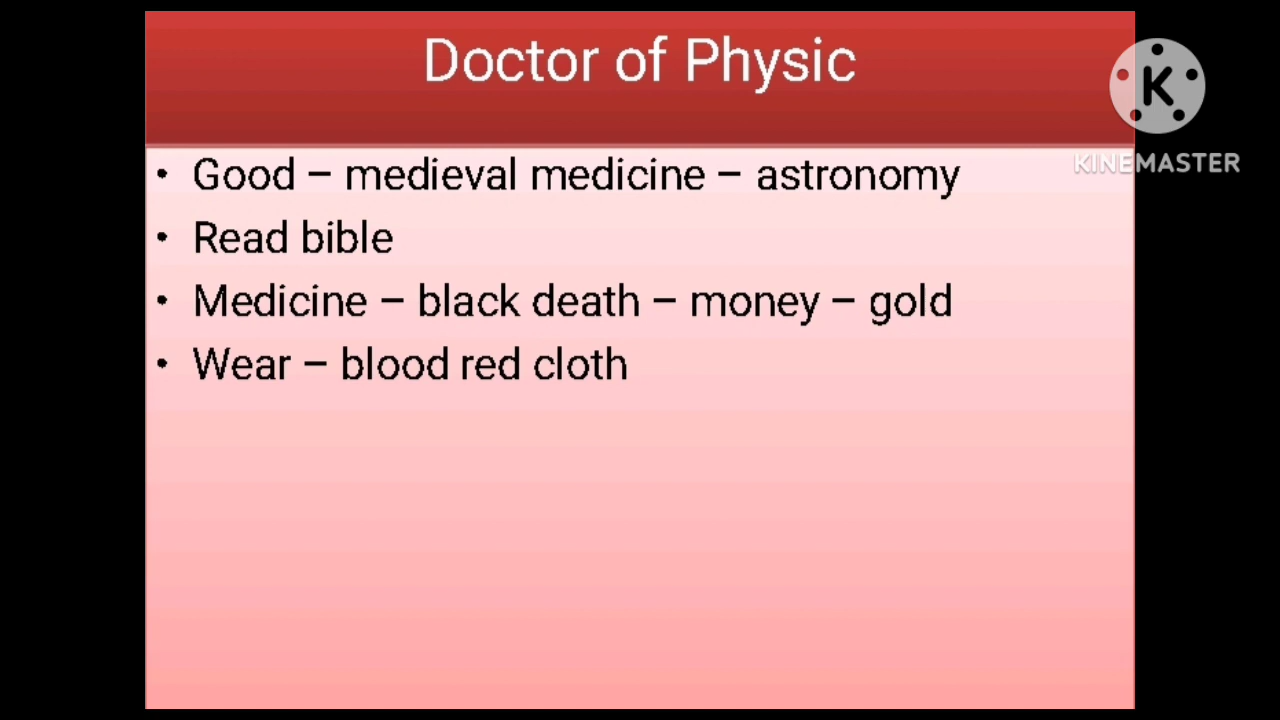 Doctor of Physic
K
KINEMASTER
• Good – medieval medicine – astronomy
• Read bible
• Medicine – black death – money – gold
• Wear – blood red cloth